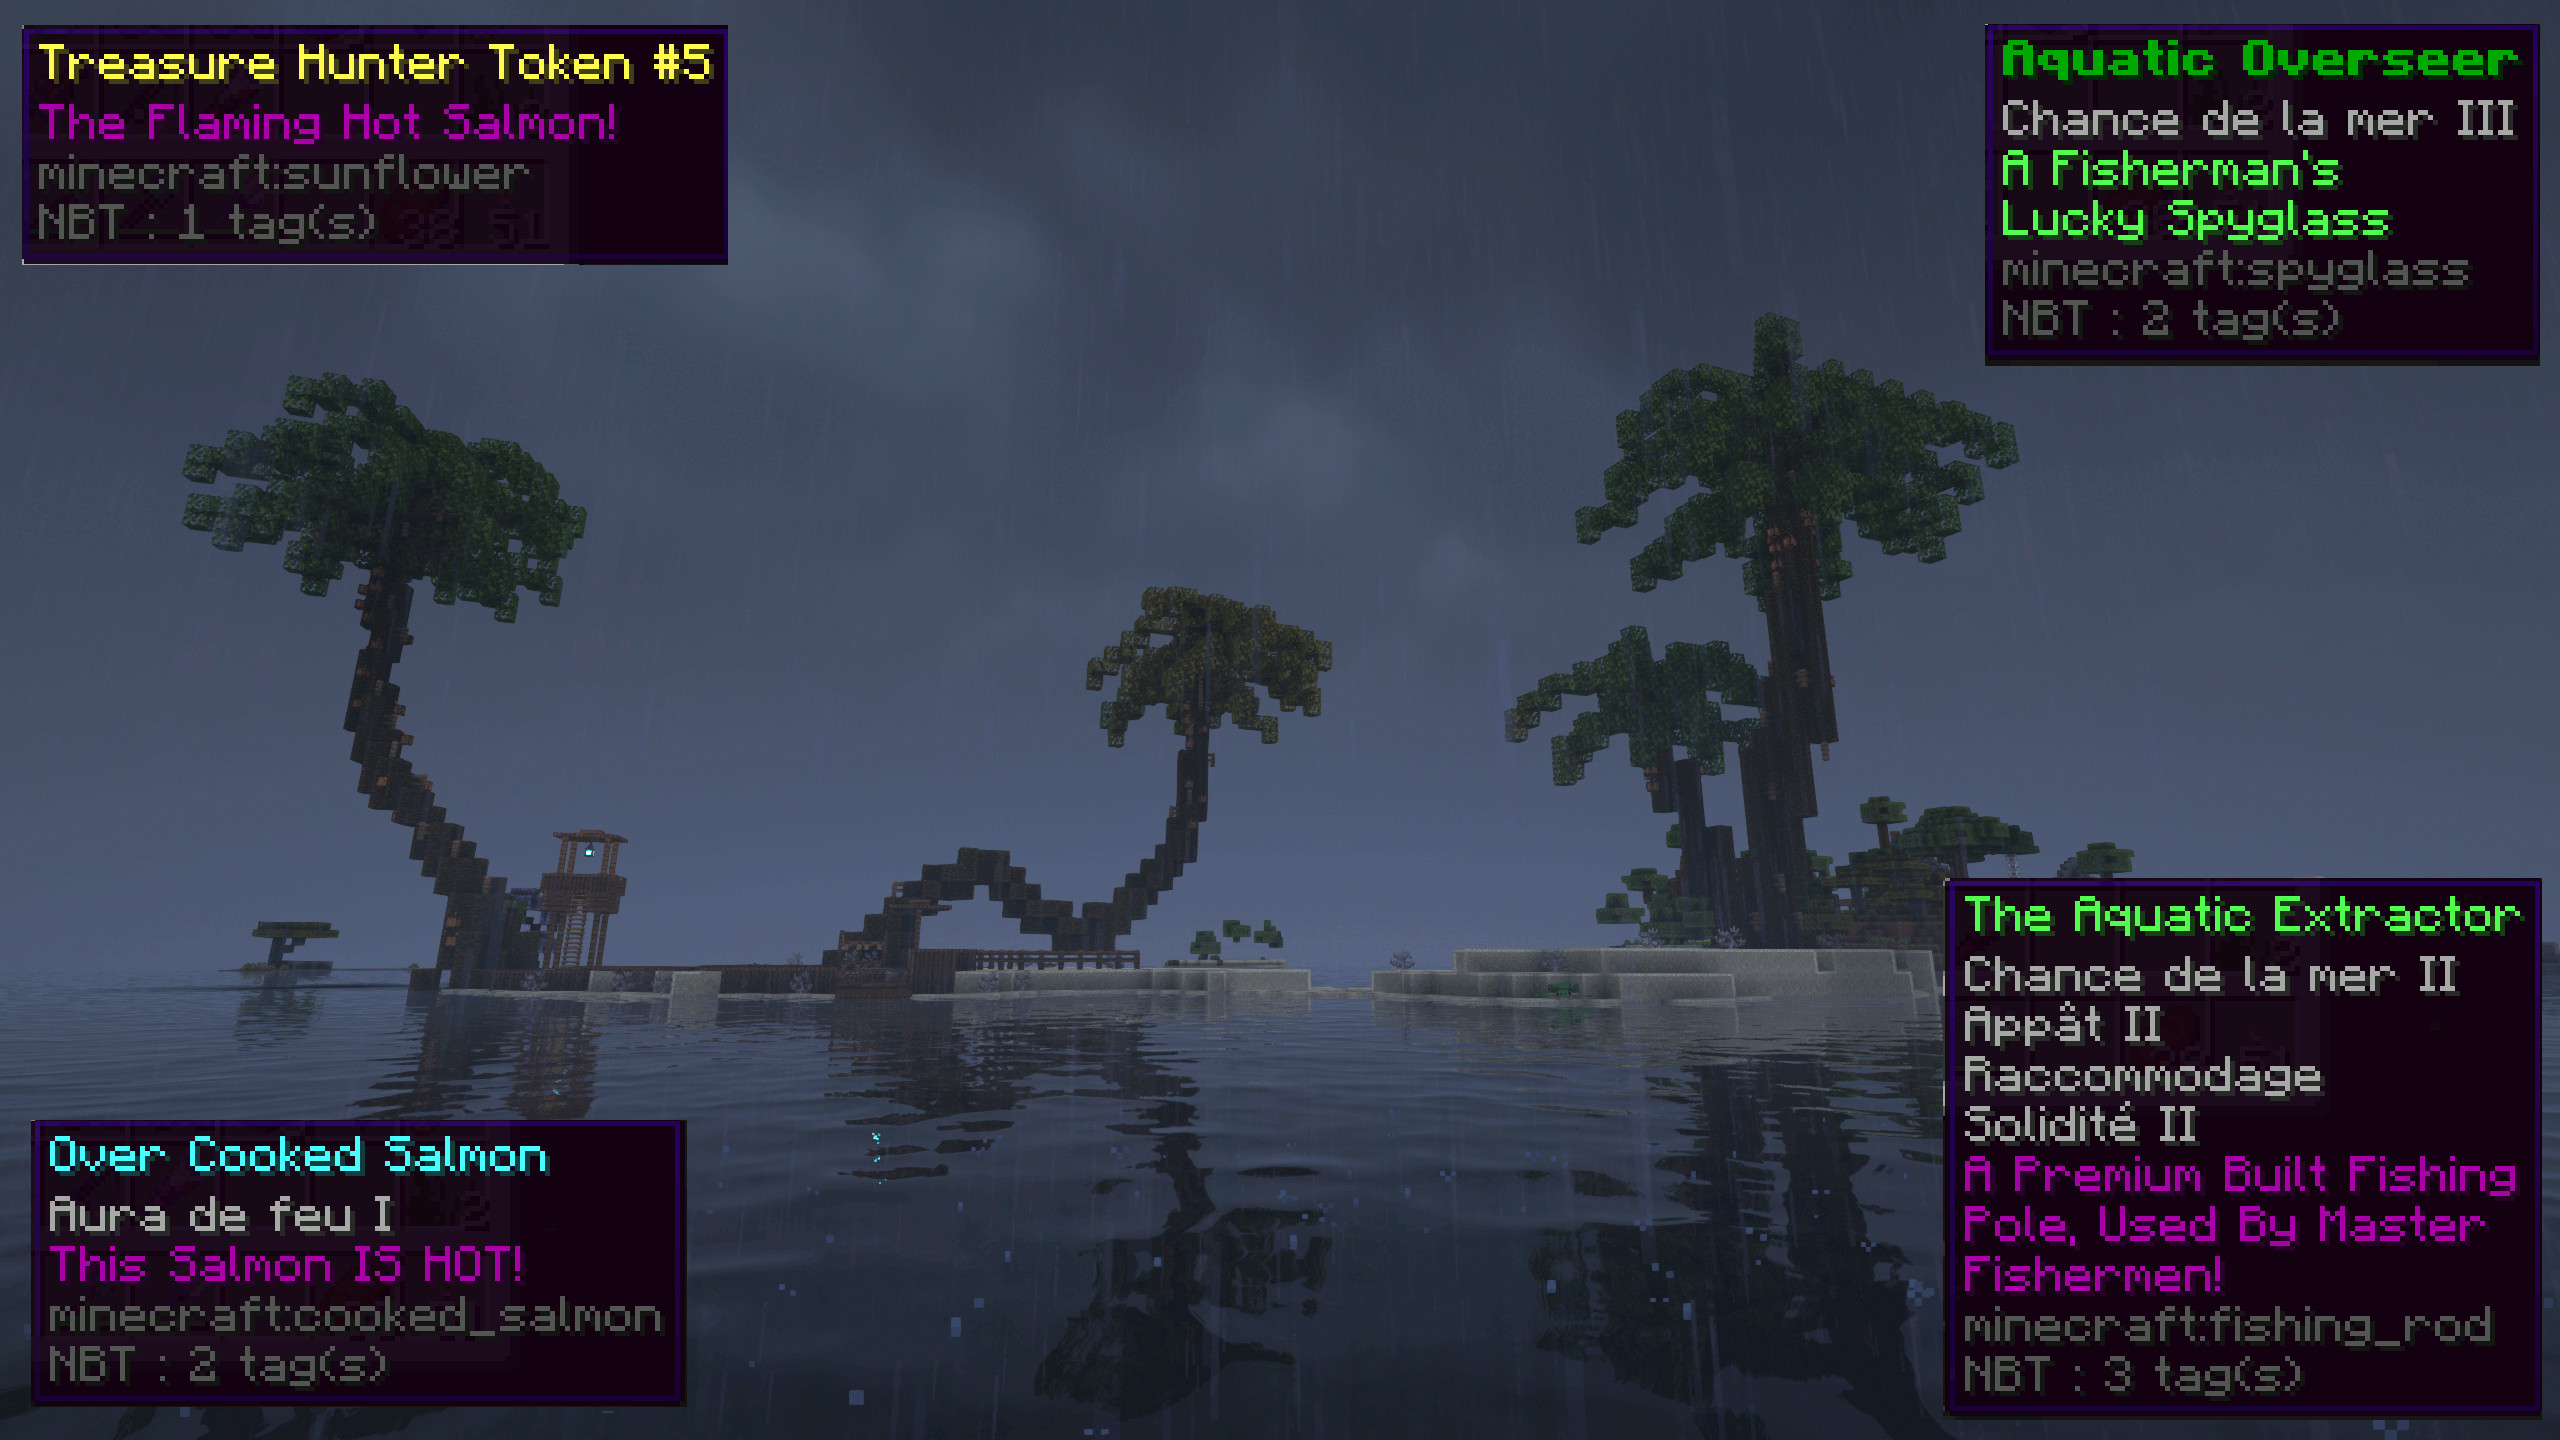 Treasure Hunter Token #5
The Flaming Hot Salmon!
minecraft:sunflower
NBT : 1 tag(s)
Aquatic Overseer
Chance de la mer III
A Fisherman's
Lucky Spyglass
minecraft:spyglass
NBT : 2 tag(s)
Over Cooked Salmon
Aura de feu I
This Salmon IS HOT!
minecraft:cooked_salmon
NBT : 2 tag(s)
The Aquatic Extractor
Chance de la mer II
Appât II
Raccommodage
Solidité II
A Premium Built Fishing
Pole, Used By Master
Fishermen!
minecraft:fishing_rod
NBT : 3 tag(s)